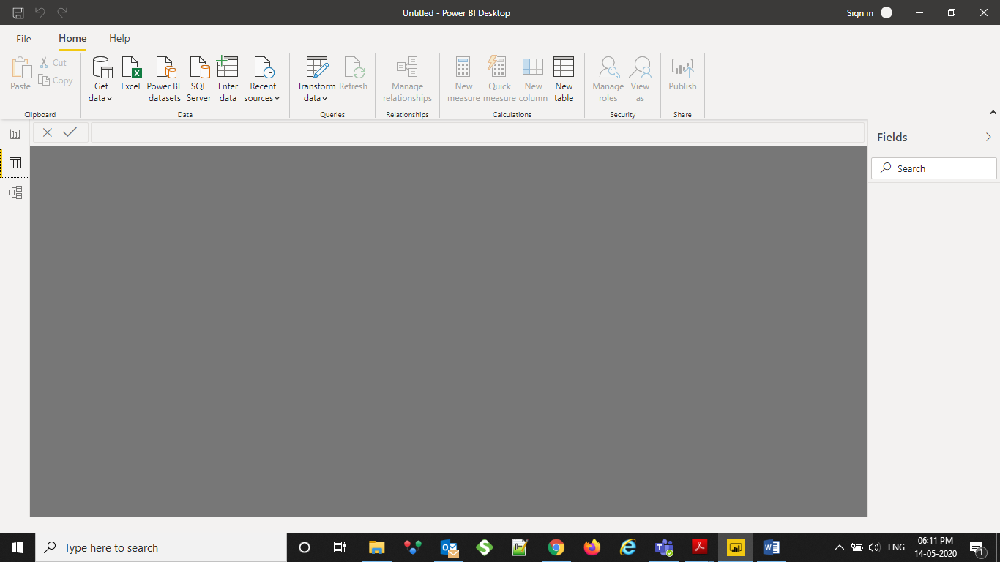 Untitled - Power BI Desktop
Sign in
File
Home
Help
Paste
Cut
Copy
Clipboard
Get data
Excel
Power BI datasets
SQL Server
Enter data
Recent sources
Data
Transform data
Refresh
Queries
Manage relationships
Relationships
New measure
Quick measure
New column
New table
Calculations
Manage roles
View as
Security
Publish
Share
Fields
Search
Type here to search
ENG
06:11 PM
14-05-2020
1